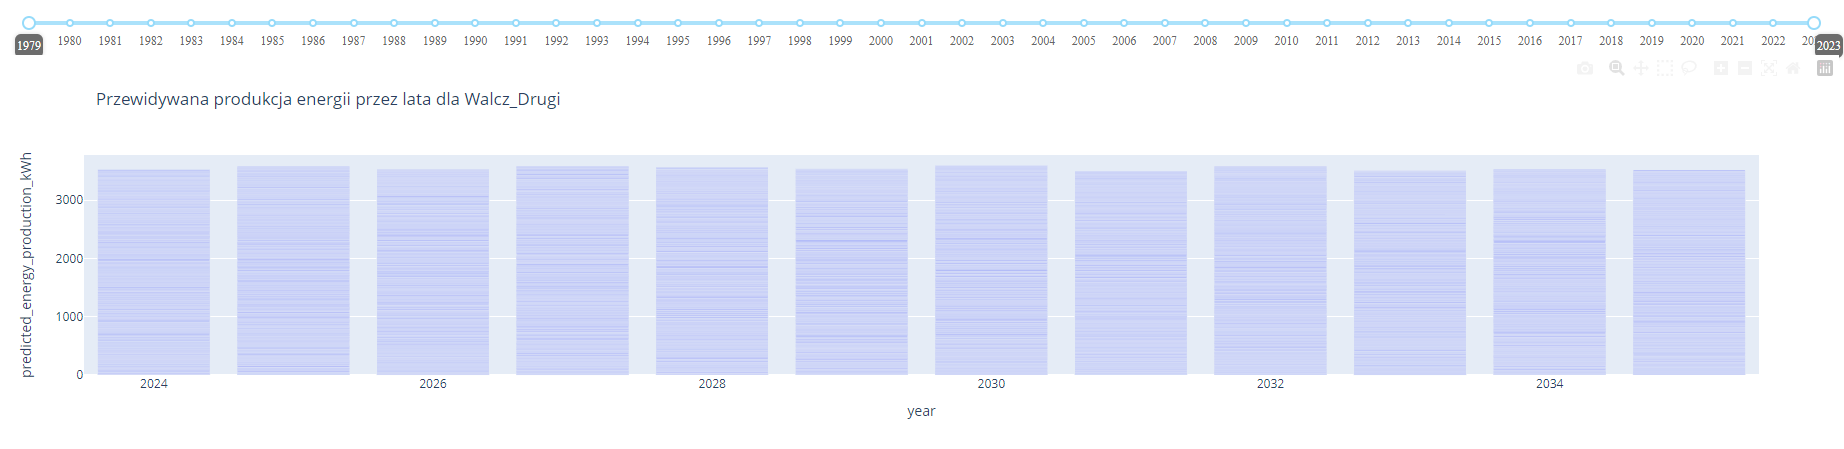 1979 1980 1981 1982 1983 1984 1985 1986 1987 1988 1989 1990 1991 1992 1993 1994 1995 1996 1997 1998 1999 2000 2001 2002 2003 2004 2005 2006 2007 2008 2009 2010 2011 2012 2013 2014 2015 2016 2017 2018 2019 2020 2021 2022 2023
Przewidywana produkcja energii przez lata dla Walcz_Drugi
predicted_energy_production_kWh
3000
2000
1000
0
2024 2026 2028 2030 2032 2034
year